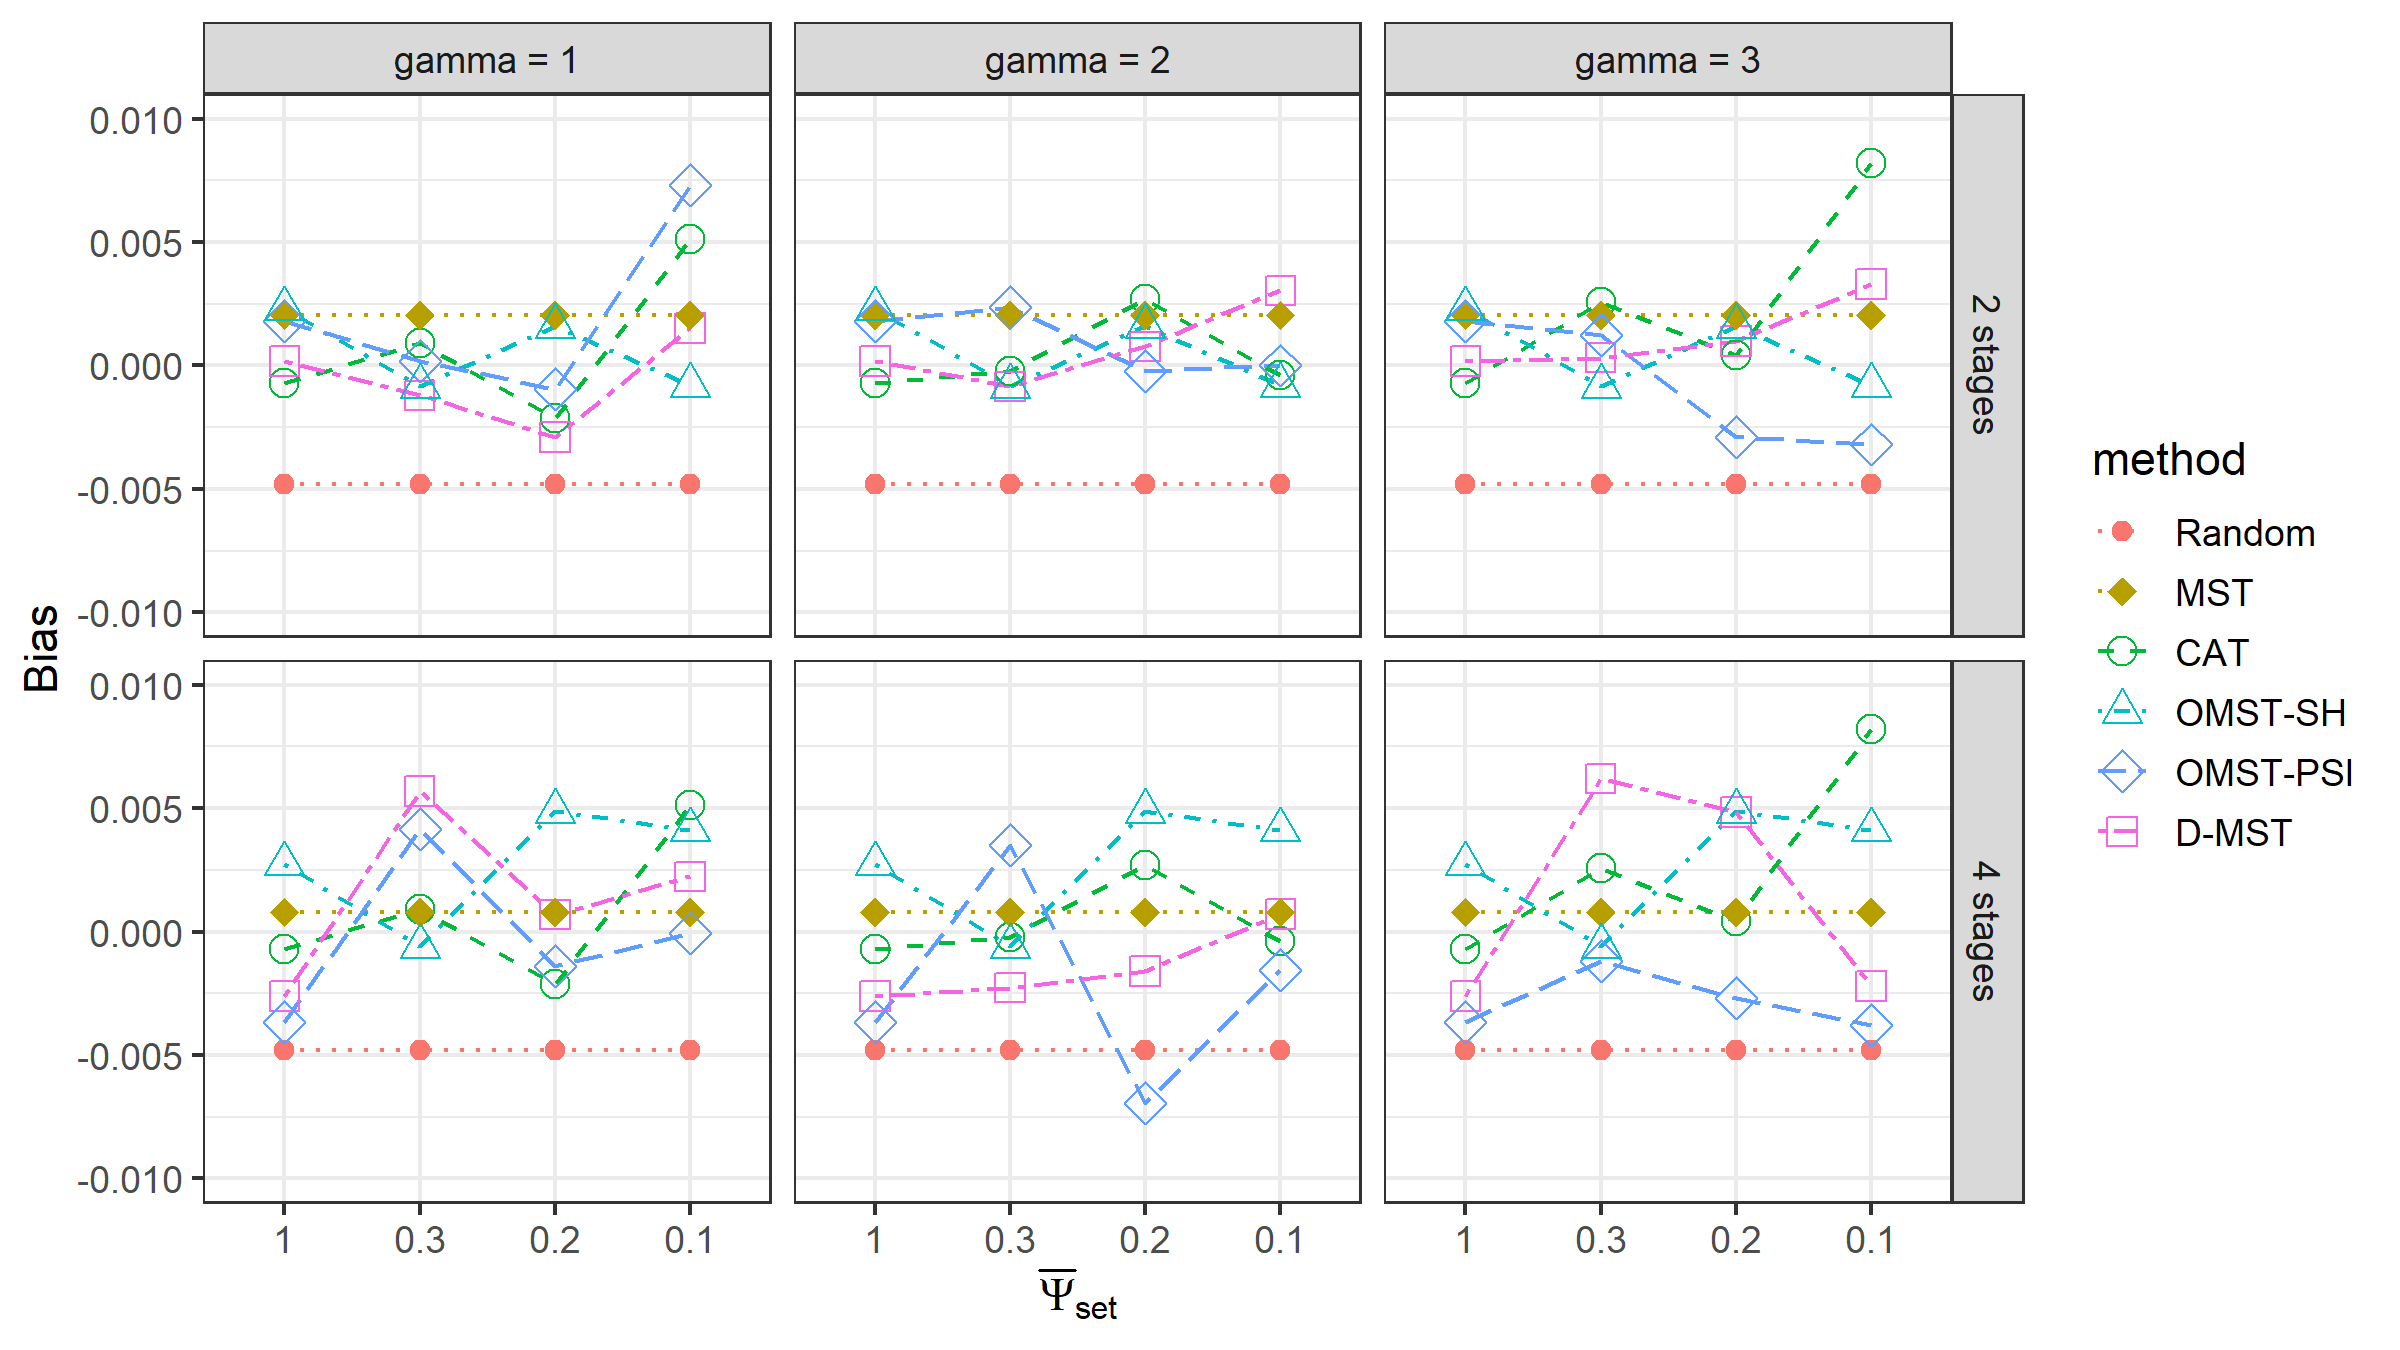 gamma = 1
gamma = 2
gamma = 3
0.010
0.005
0.000
-0.005
-0.010
2 stages
0.010
0.005
0.000
-0.005
-0.010
4 stages
Bias
1 0.3 0.2 0.1
1 0.3 0.2 0.1
1 0.3 0.2 0.1
Ψ̅set
method
Random
MST
CAT
OMST-SH
OMST-PSI
D-MST